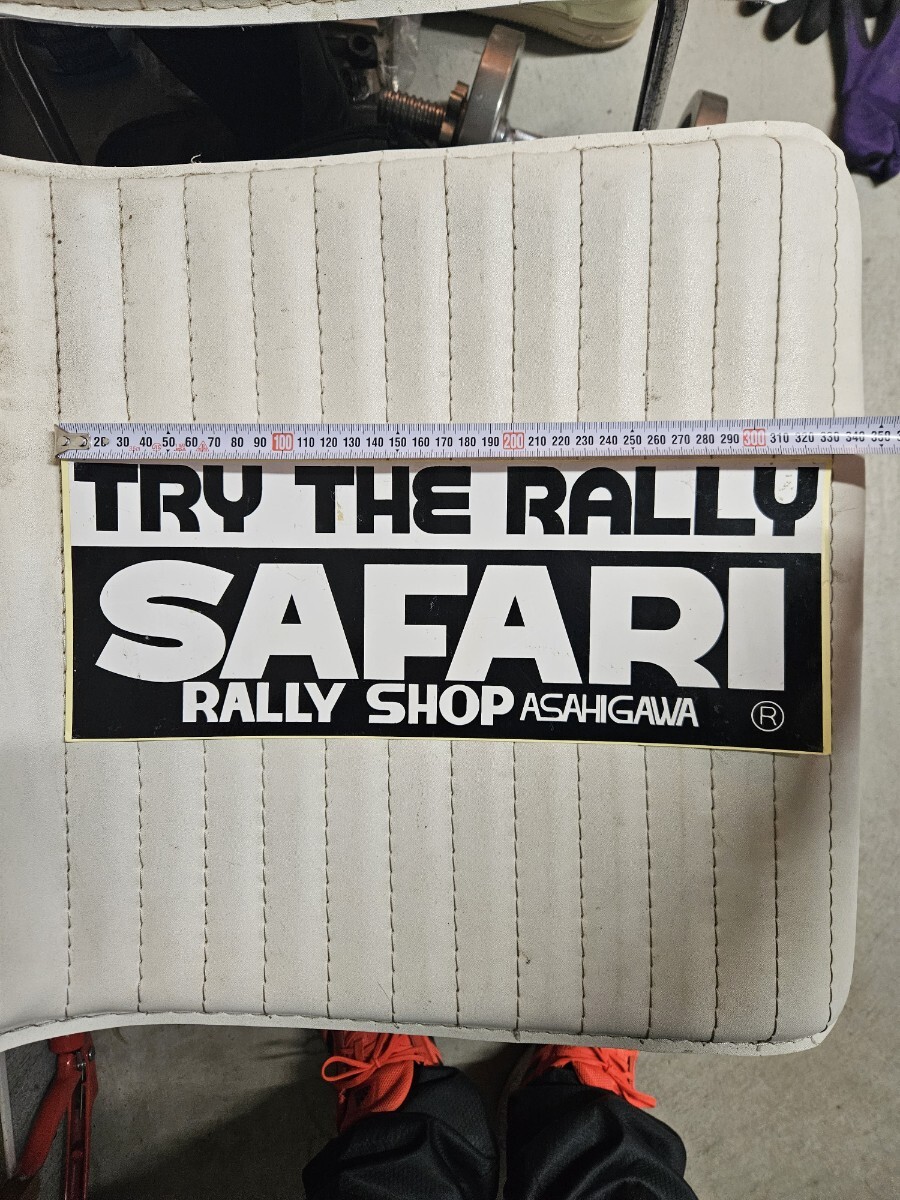 20 30 40 50 60 70 80 90 100 110 120 130 140 150 160 170 180 190 200 210 220 230 240 250 260 270 280 290 300 310 320 330 340 350
TRY THE RALLY
SAFARI
RALLY SHOP ASAHIGAWA ®